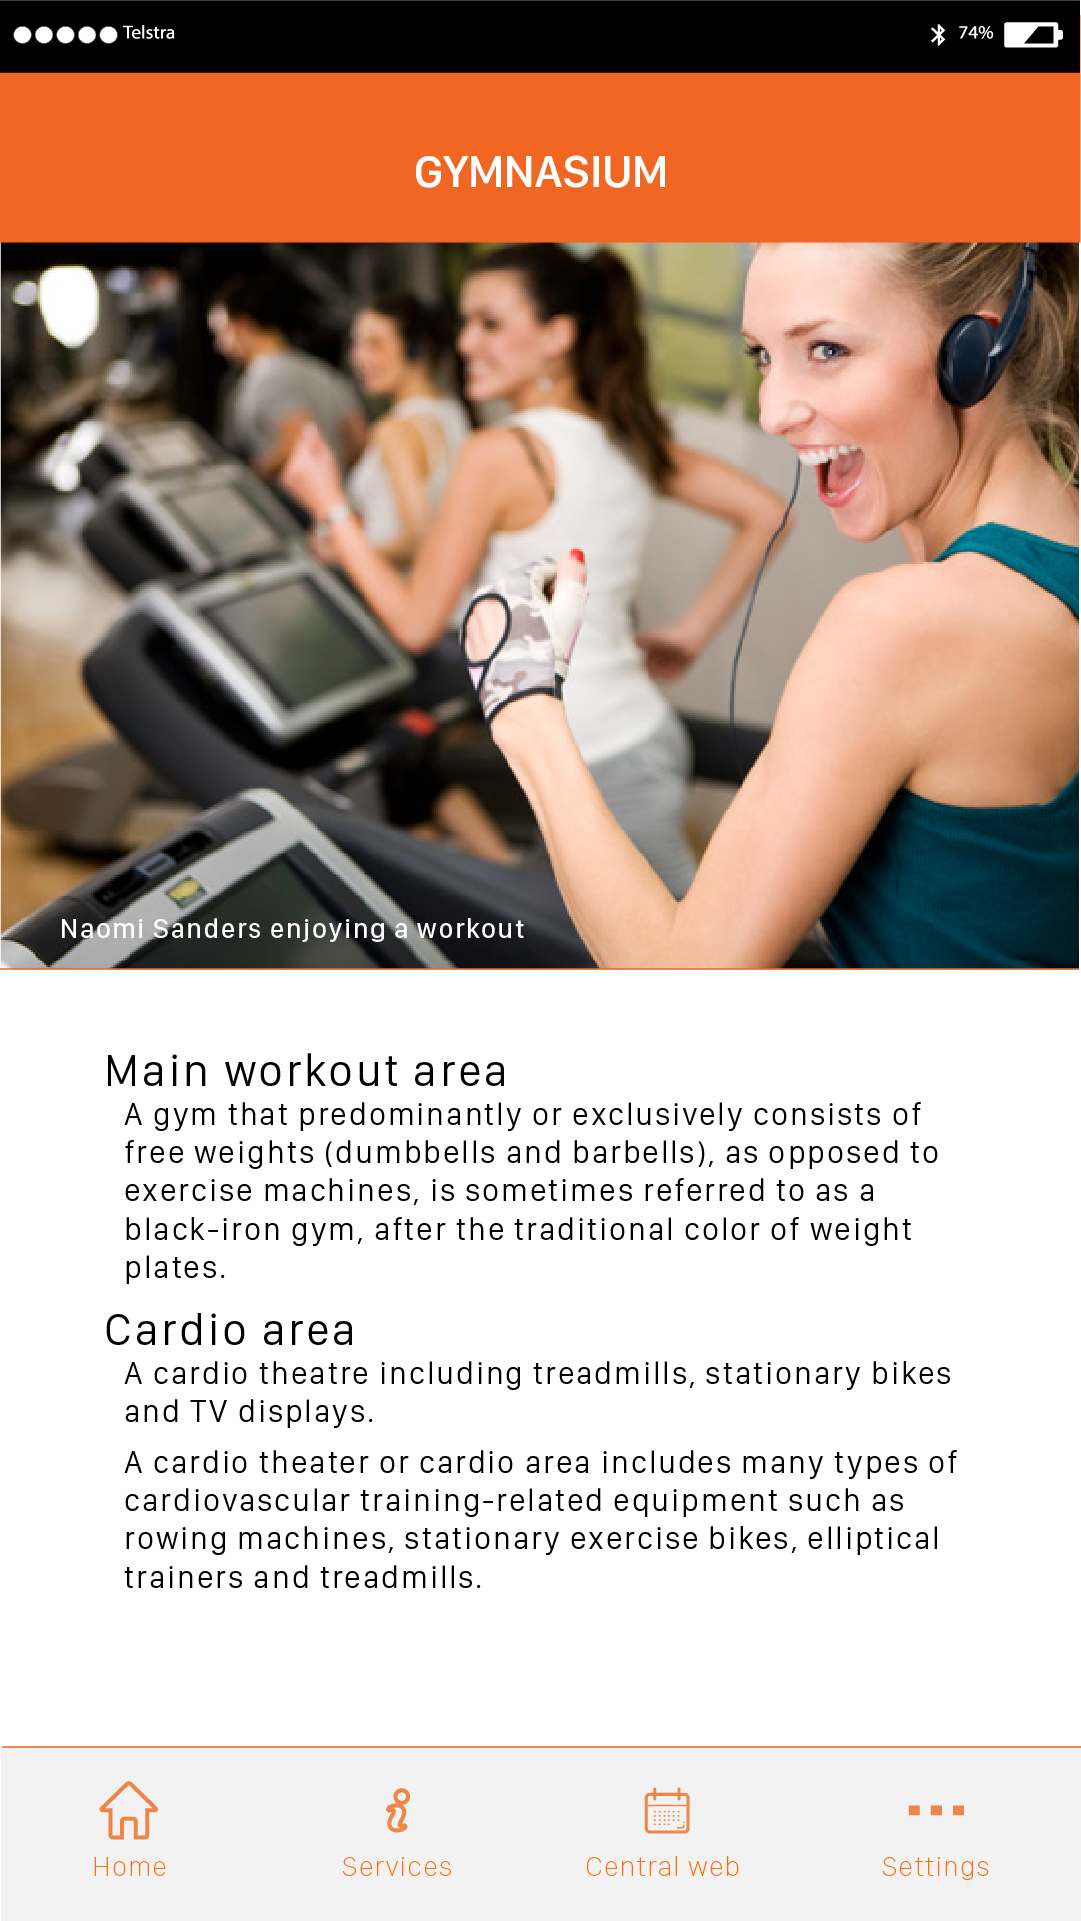 Telstra
74%
GYMNASIUM
Naomi Sanders enjoying a workout
Main workout area
A gym that predominantly or exclusively consists of
free weights (dumbbells and barbells), as opposed to
exercise machines, is sometimes referred to as a
black-iron gym, after the traditional color of weight
plates.
Cardio area
A cardio theatre including treadmills, stationary bikes
and TV displays.
A cardio theater or cardio area includes many types of
cardiovascular training-related equipment such as
rowing machines, stationary exercise bikes, elliptical
trainers and treadmills.
Home
Services
Central web
Settings